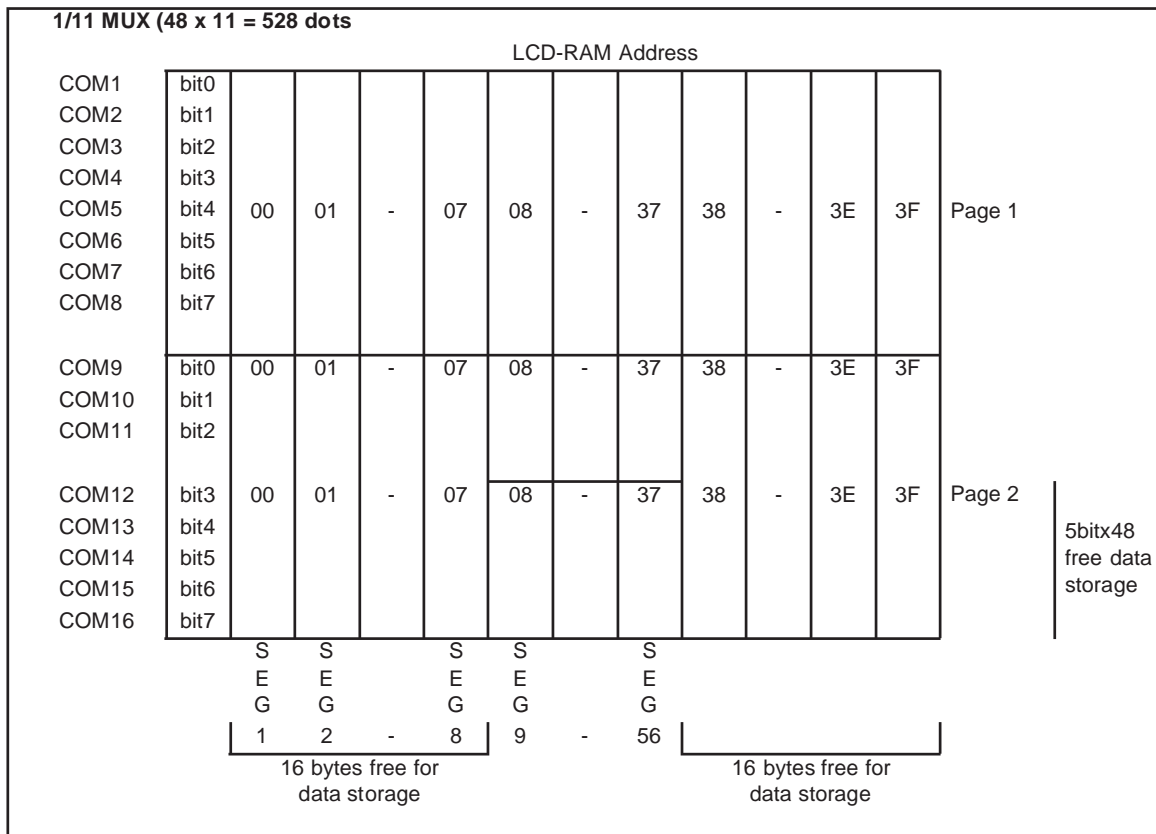 1/11 MUX (48 x 11 = 528 dots
LCD-RAM Address
COM1 bit0
COM2 bit1
COM3 bit2
COM4 bit3
COM5 bit4 00 01 - 07 08 - 37 38 - 3E 3F Page 1
COM6 bit5
COM7 bit6
COM8 bit7
COM9 bit0 00 01 - 07 08 - 37 38 - 3E 3F
COM10 bit1
COM11 bit2
COM12 bit3 00 01 - 07 08 - 37 38 - 3E 3F Page 2
COM13 bit4
COM14 bit5
COM15 bit6
COM16 bit7
5bitx48
free data
storage
S S S S S
E E E E E
G G G G G
1 2 - 8 9 - 56
16 bytes free for
data storage
16 bytes free for
data storage